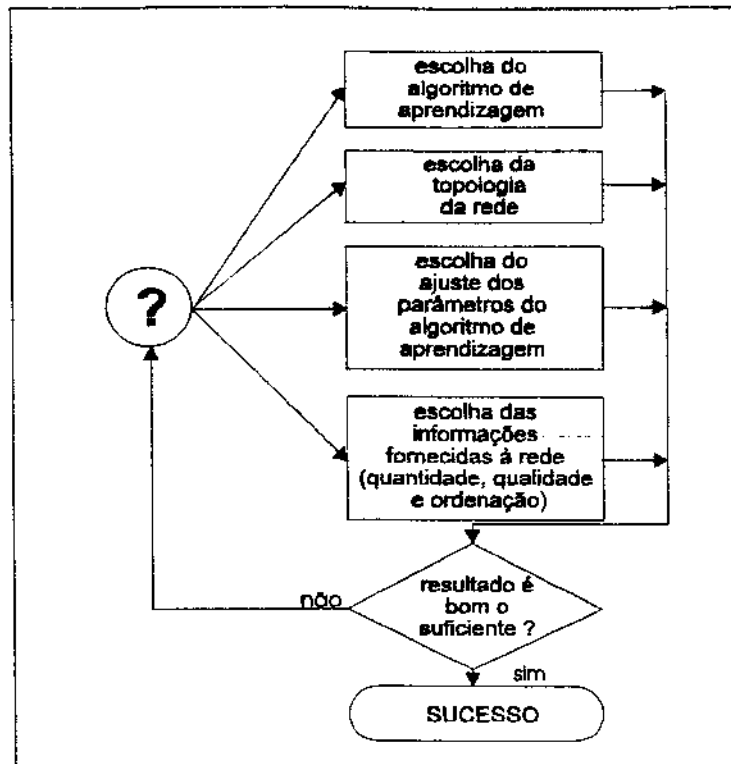 escolha do
algoritmo de
aprendizagem
escolha da
topologia
da rede
escolha do
ajuste dos
parâmetros do
algoritmo de
aprendizagem
?
escolha das
informações
fornecidas à rede
(quantidade, qualidade
e ordenação)
resultado é
bom o
suficiente ?
não
sim
SUCESSO